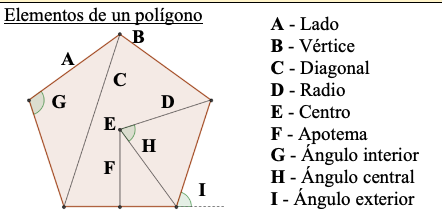 Elementos de un polígono
B
A
C
G
D
E
H
F
I
A - Lado
B - Vértice
C - Diagonal
D - Radio
E - Centro
F - Apotema
G - Ángulo interior
H - Ángulo central
I - Ángulo exterior